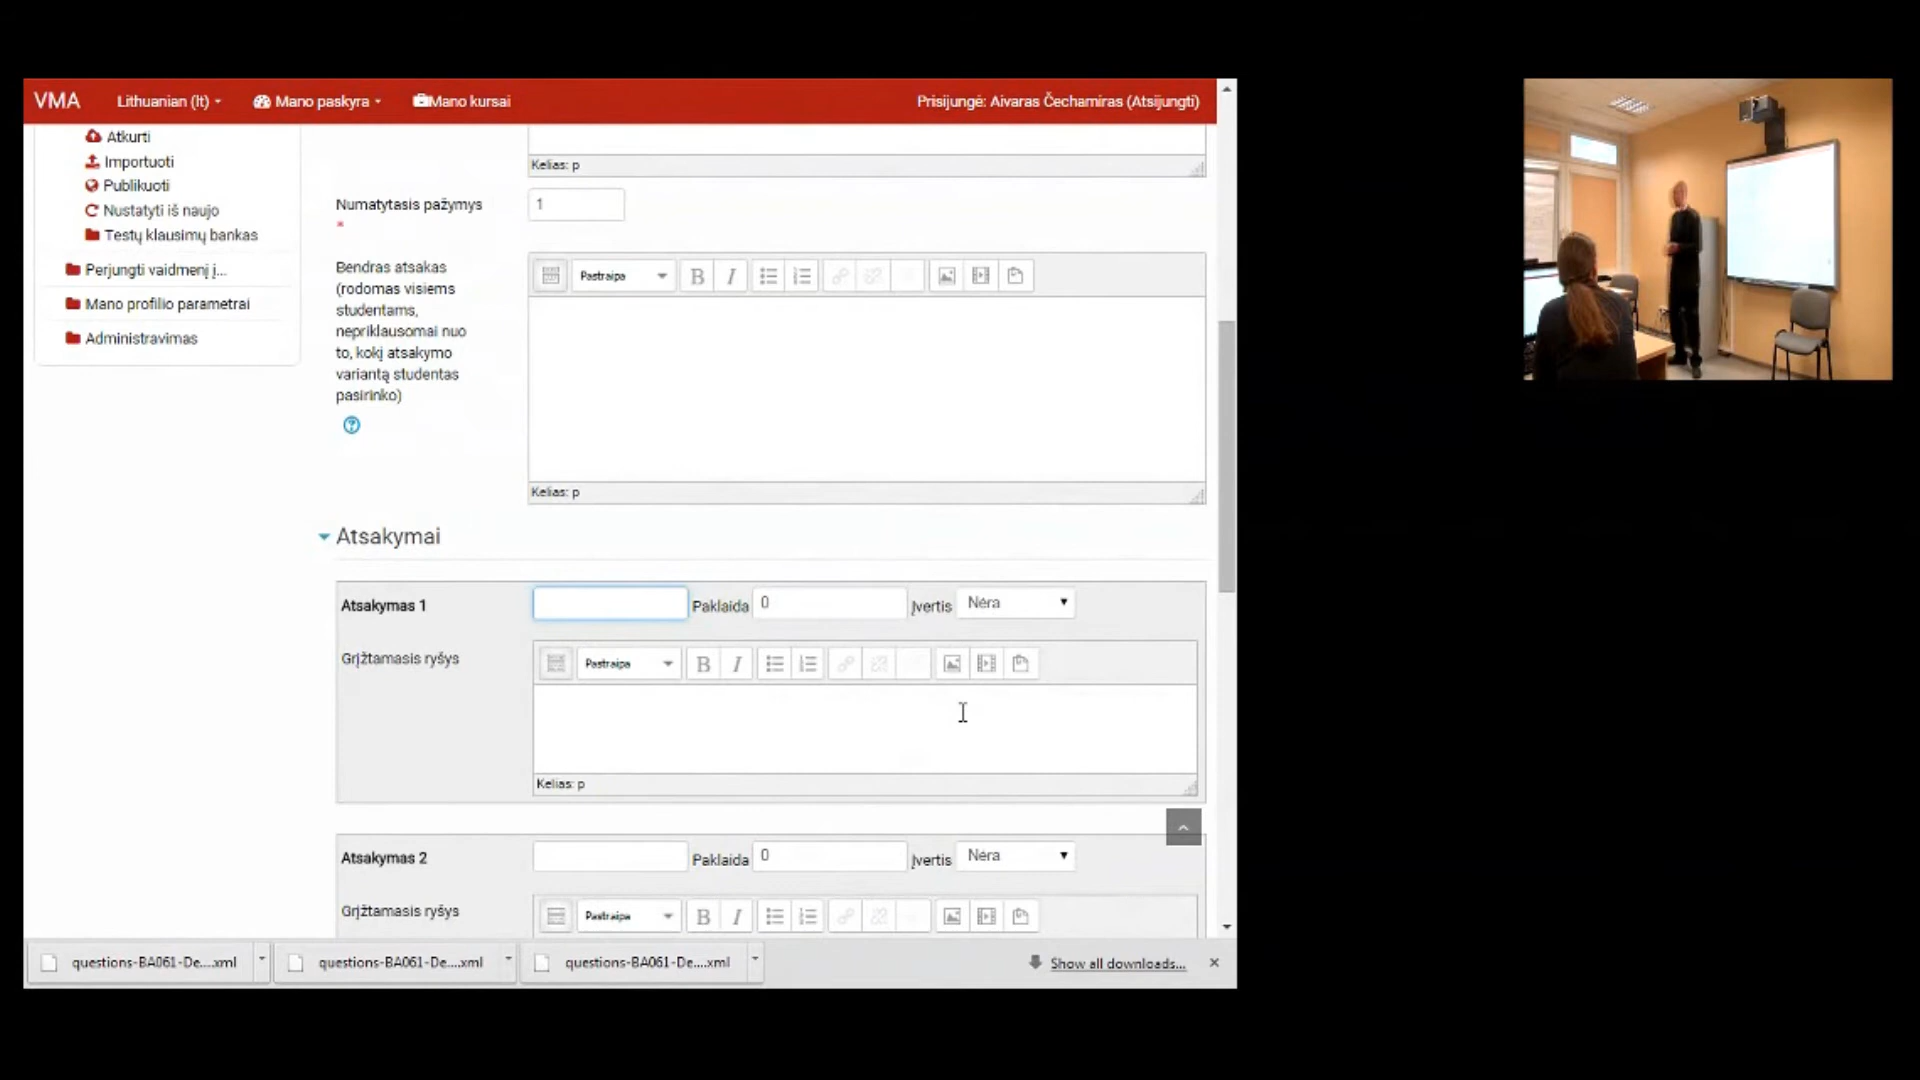 VMA Lithuanian (lt) Mano paskyra Mano kursai Prisijungė: Aivaras Čechamiras (Atsijungti)
Atkurti
Importuoti
Publikuoti
Nustatyti iš naujo
Testų klausimų bankas
Perjungti vaidmenį į...
Mano profilio parametrai
Administravimas
Kelias: p
Numatytasis pažymys
*
1
Bendras atsakas
(rodomas visiems
studentams,
nepriklausomai nuo
to, kokį atsakymo
variantą studentas
pasirinko)
Pastraipa B I
Kelias: p
Atsakymai
Atsakymas 1 Paklaida 0 Įvertis Nėra
Grįžtamasis ryšys
Pastraipa B I
Kelias: p
Atsakymas 2 Paklaida 0 Įvertis Nėra
Grįžtamasis ryšys
Pastraipa B I
questions-BA061-De....xml questions-BA061-De....xml questions-BA061-De....xml Show all downloads...